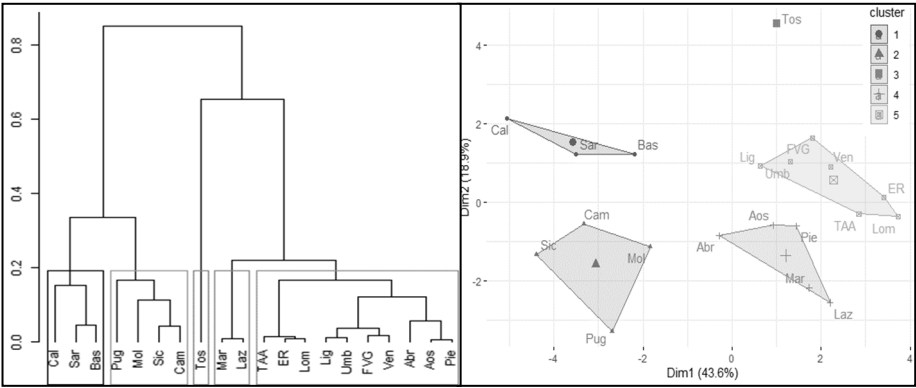 0.8
0.6
0.4
0.2
0.0
Cal Sar Bas Pug Mol Sic Cam Tos Mar Laz TAA ER Lom Lig Umb FVG Ven Abr Aos Pie
cluster
1
2
3
4
5
Tos
4
Cal
Sar
Bas
2
Lig
FVG
Ven
Umb
ER
TAA
Lom
0
Cam
Sic
Mol
Pug
Aos
Abr
Pie
Mar
Laz
-2
Dim2 (18.9%)
-4 -2 0 2 4
Dim1 (43.6%)